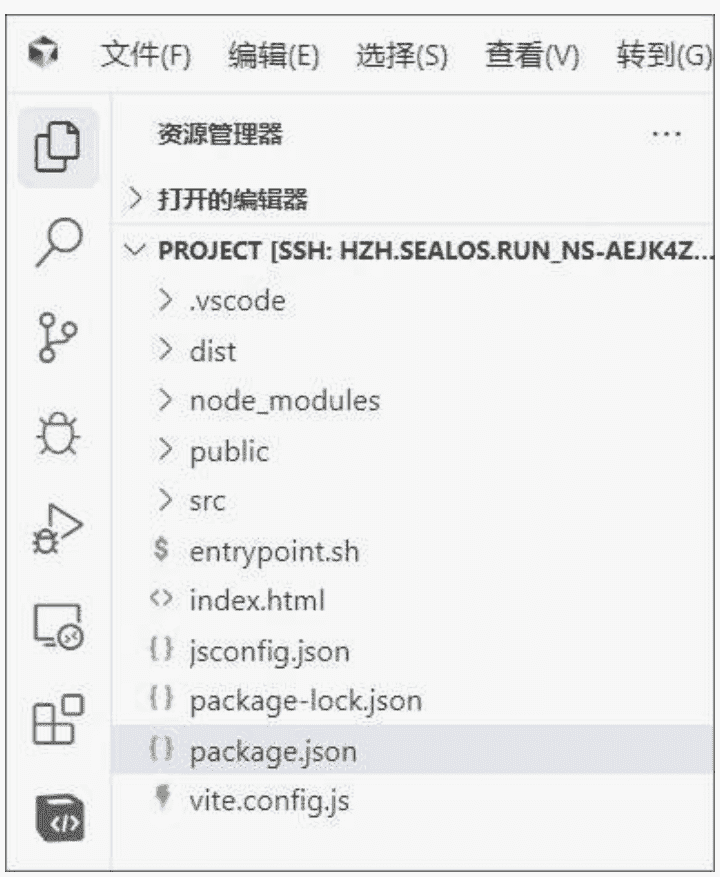 文件(F) 编辑(E) 选择(S) 查看(V) 转到(G)
资源管理器 ...
打开的编辑器
PROJECT [SSH: HZH.SEALOS.RUN_NS-AEJK4Z...
.vscode
dist
node_modules
public
src
$ entrypoint.sh
<> index.html
{} jsconfig.json
{} package-lock.json
{} package.json
vite.config.js